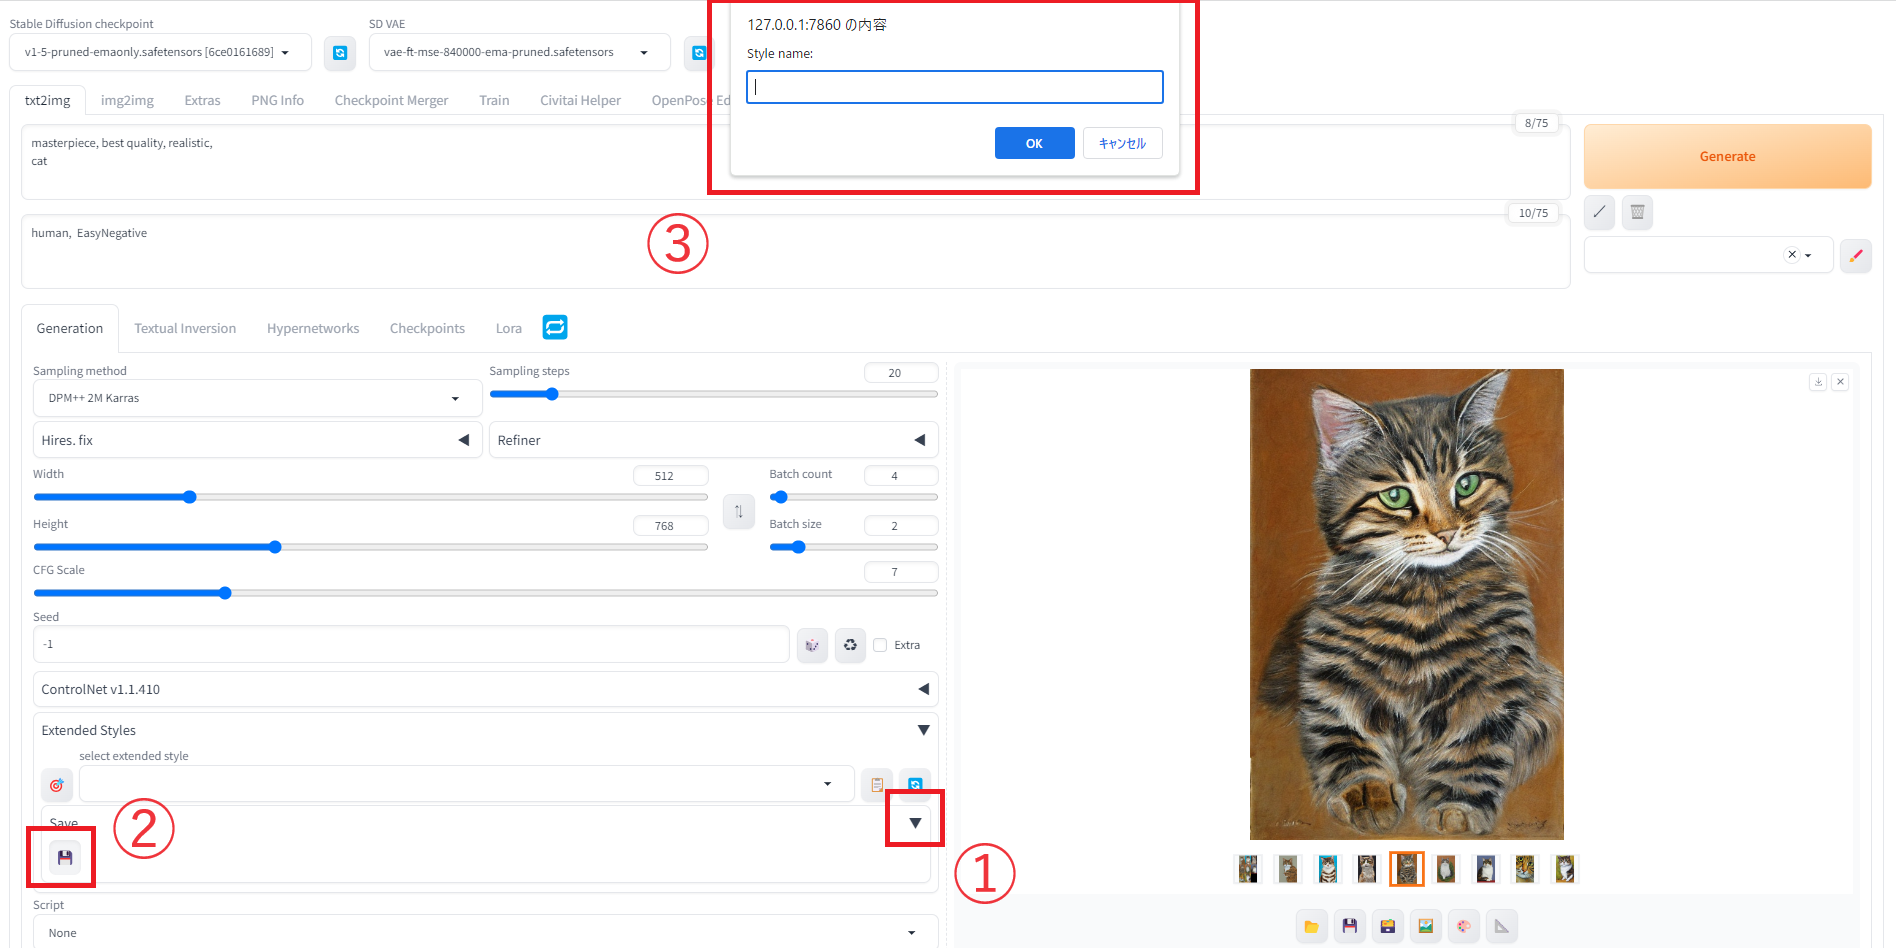 Stable Diffusion checkpoint
SD VAE
v1-5-pruned-emaonly.safetensors [6ce0161689]
vae-ft-mse-840000-ema-pruned.safetensors
127.0.0.1:7860 の内容
Style name:
OK
キャンセル
txt2img
img2img
Extras
PNG Info
Checkpoint Merger
Train
Civitai Helper
OpenPose Ed
8/75
masterpiece, best quality, realistic,
cat
Generate
10/75
human, EasyNegative
③
Generation
Textual Inversion
Hypernetworks
Checkpoints
Lora
Sampling method
Sampling steps
20
DPM++ 2M Karras
Hires. fix
Refiner
Width
512
Batch count
4
Height
768
Batch size
2
CFG Scale
7
Seed
-1
Extra
ControlNet v1.1.410
Extended Styles
select extended style
Save
②
①
Script
None